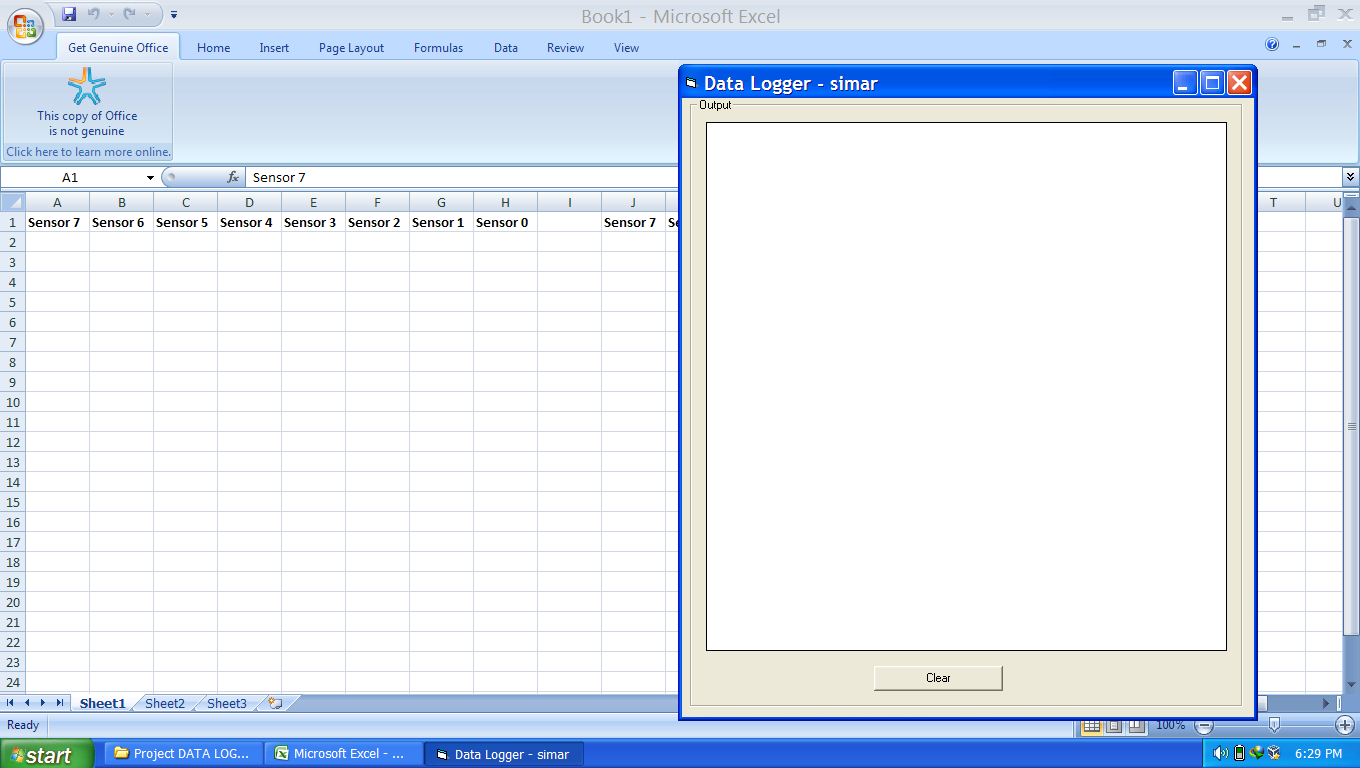 Book1 - Microsoft Excel
Get Genuine Office Home Insert Page Layout Formulas Data Review View
This copy of Office
is not genuine
Click here to learn more online.
Data Logger - simar
Output
A1 fx Sensor 7
A B C D E F G H I J T U
1 Sensor 7 Sensor 6 Sensor 5 Sensor 4 Sensor 3 Sensor 2 Sensor 1 Sensor 0 Sensor 7 Se
2
3
4
5
6
7
8
9
10
11
12
13
14
15
16
17
18
19
20
21
22
23
24
Clear
Sheet1 Sheet2 Sheet3
Ready 100%
start Project DATA LOG... Microsoft Excel - ... Data Logger - simar 6:29 PM